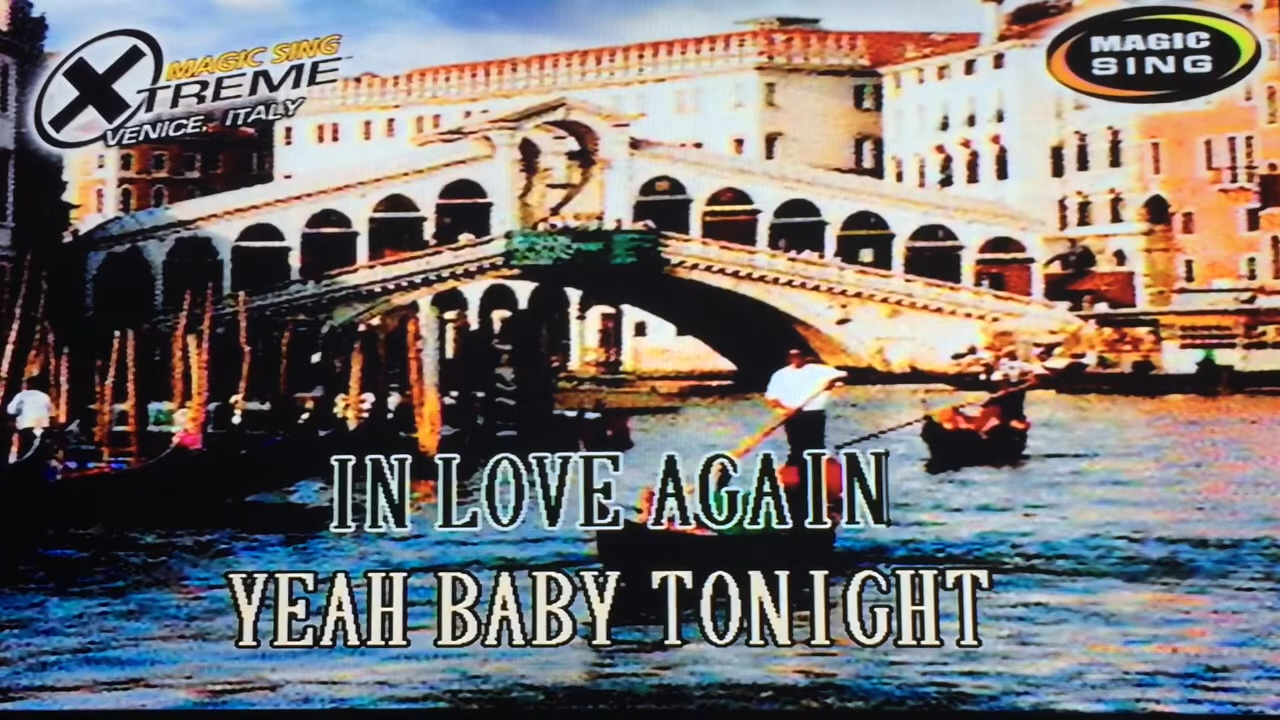 MAGIC SING
XTREME
VENICE, ITALY
MAGIC
SING
IN LOVE AGAIN
YEAH BABY TONIGHT